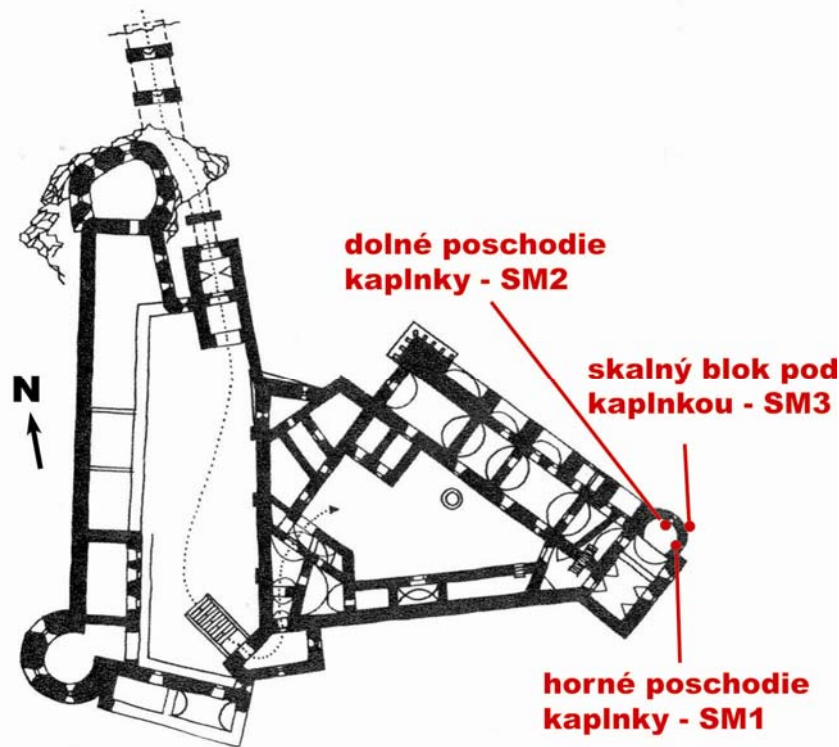 dolné poschodie
kaplnky - SM2
skalný blok pod
kaplnkou - SM3
N
horné poschodie
kaplnky - SM1